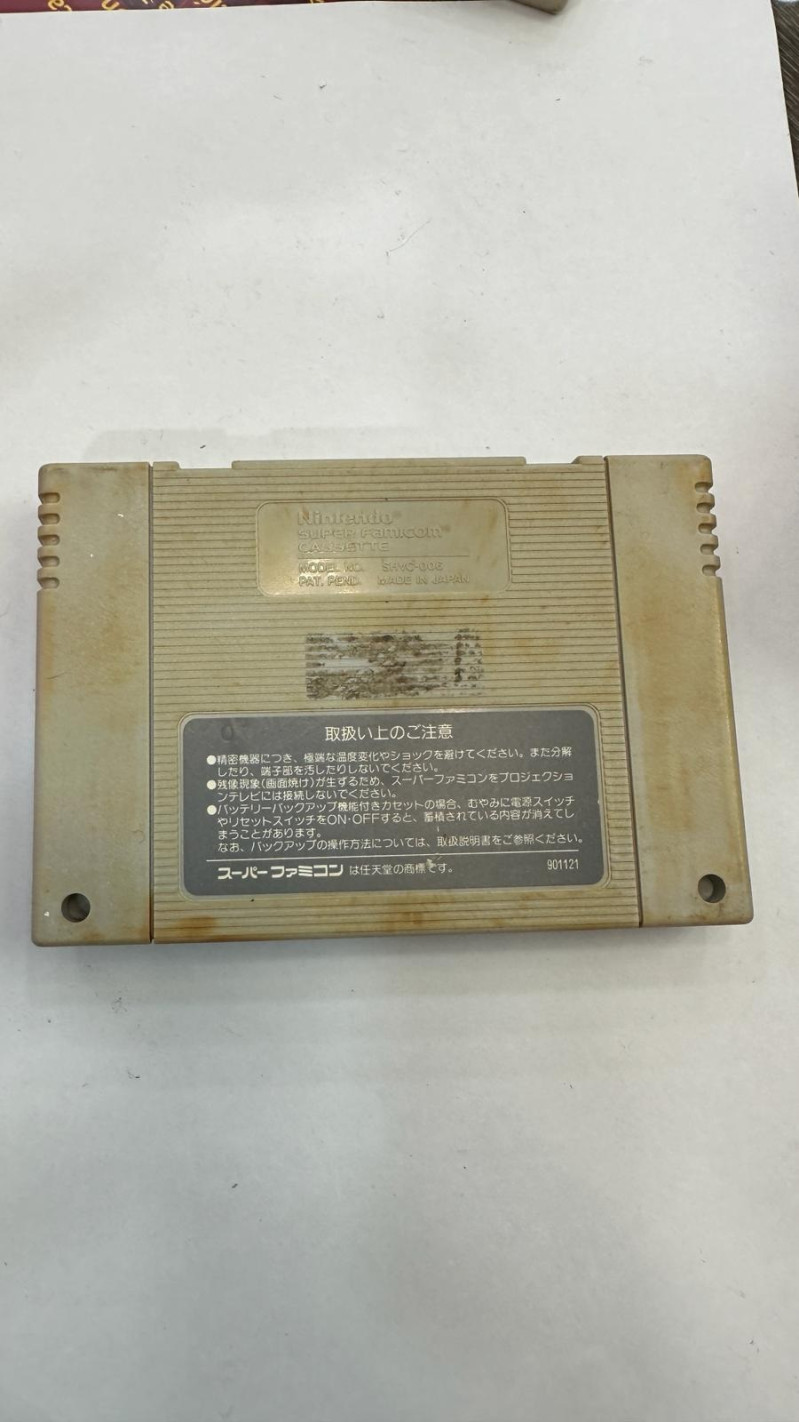 Nintendo®
SUPER FAMICOM®
CASSETTE
MODEL NO. SHVC-006
PAT. PEND. MADE IN JAPAN
取扱い上のご注意
●精密機器につき、極端な温度変化やショックを避けてください。また分解
したり、端子部を汚したりしないでください。
●残像現象(画面焼け)が生ずるため、スーパーファミコンをプロジェクショ
ンテレビには接続しないでください。
●バッテリーバックアップ機能付きカセットの場合、むやみに電源スイッチ
やリセットスイッチをON・OFFすると、蓄積されている内容が消えてし
まうことがあります。
なお、バックアップの操作方法については、取扱説明書をご参照ください。
スーパーファミコン は任天堂の商標です。 901121